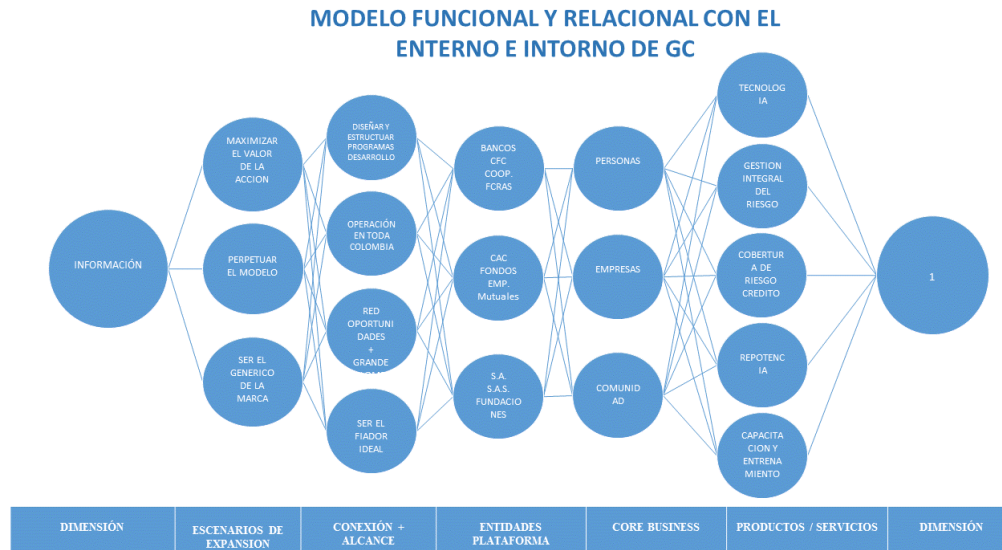 MODELO FUNCIONAL Y RELACIONAL CON EL
ENTERNO E INTORNO DE GC
INFORMACIÓN
MAXIMIZAR
EL VALOR
DE LA
ACCION
PERPETUAR
EL MODELO
SER EL
GENERICO
DE LA
MARCA
DISEÑAR Y
ESTRUCTURAR
PROGRAMAS
DESARROLLO
OPERACIÓN
EN TODA
COLOMBIA
RED
OPORTUNI
DADES
+
GRANDE
SER EL
FIADOR
IDEAL
BANCOS
CFC
COOP.
FCRAS
CAC
FONDOS
EMP.
Mutuales
S.A.
S.A.S.
FUNDACIO
NES
PERSONAS
EMPRESAS
COMUNID
AD
TECNOLOG
IA
GESTION
INTEGRAL
DEL
RIESGO
COBERTUR
A DE
RIESGO
CREDITO
REPOTENC
IA
CAPACITA
CION Y
ENTRENA
MIENTO
1
DIMENSIÓN
ESCENARIOS DE
EXPANSION
CONEXIÓN +
ALCANCE
ENTIDADES
PLATAFORMA
CORE BUSINESS
PRODUCTOS / SERVICIOS
DIMENSIÓN